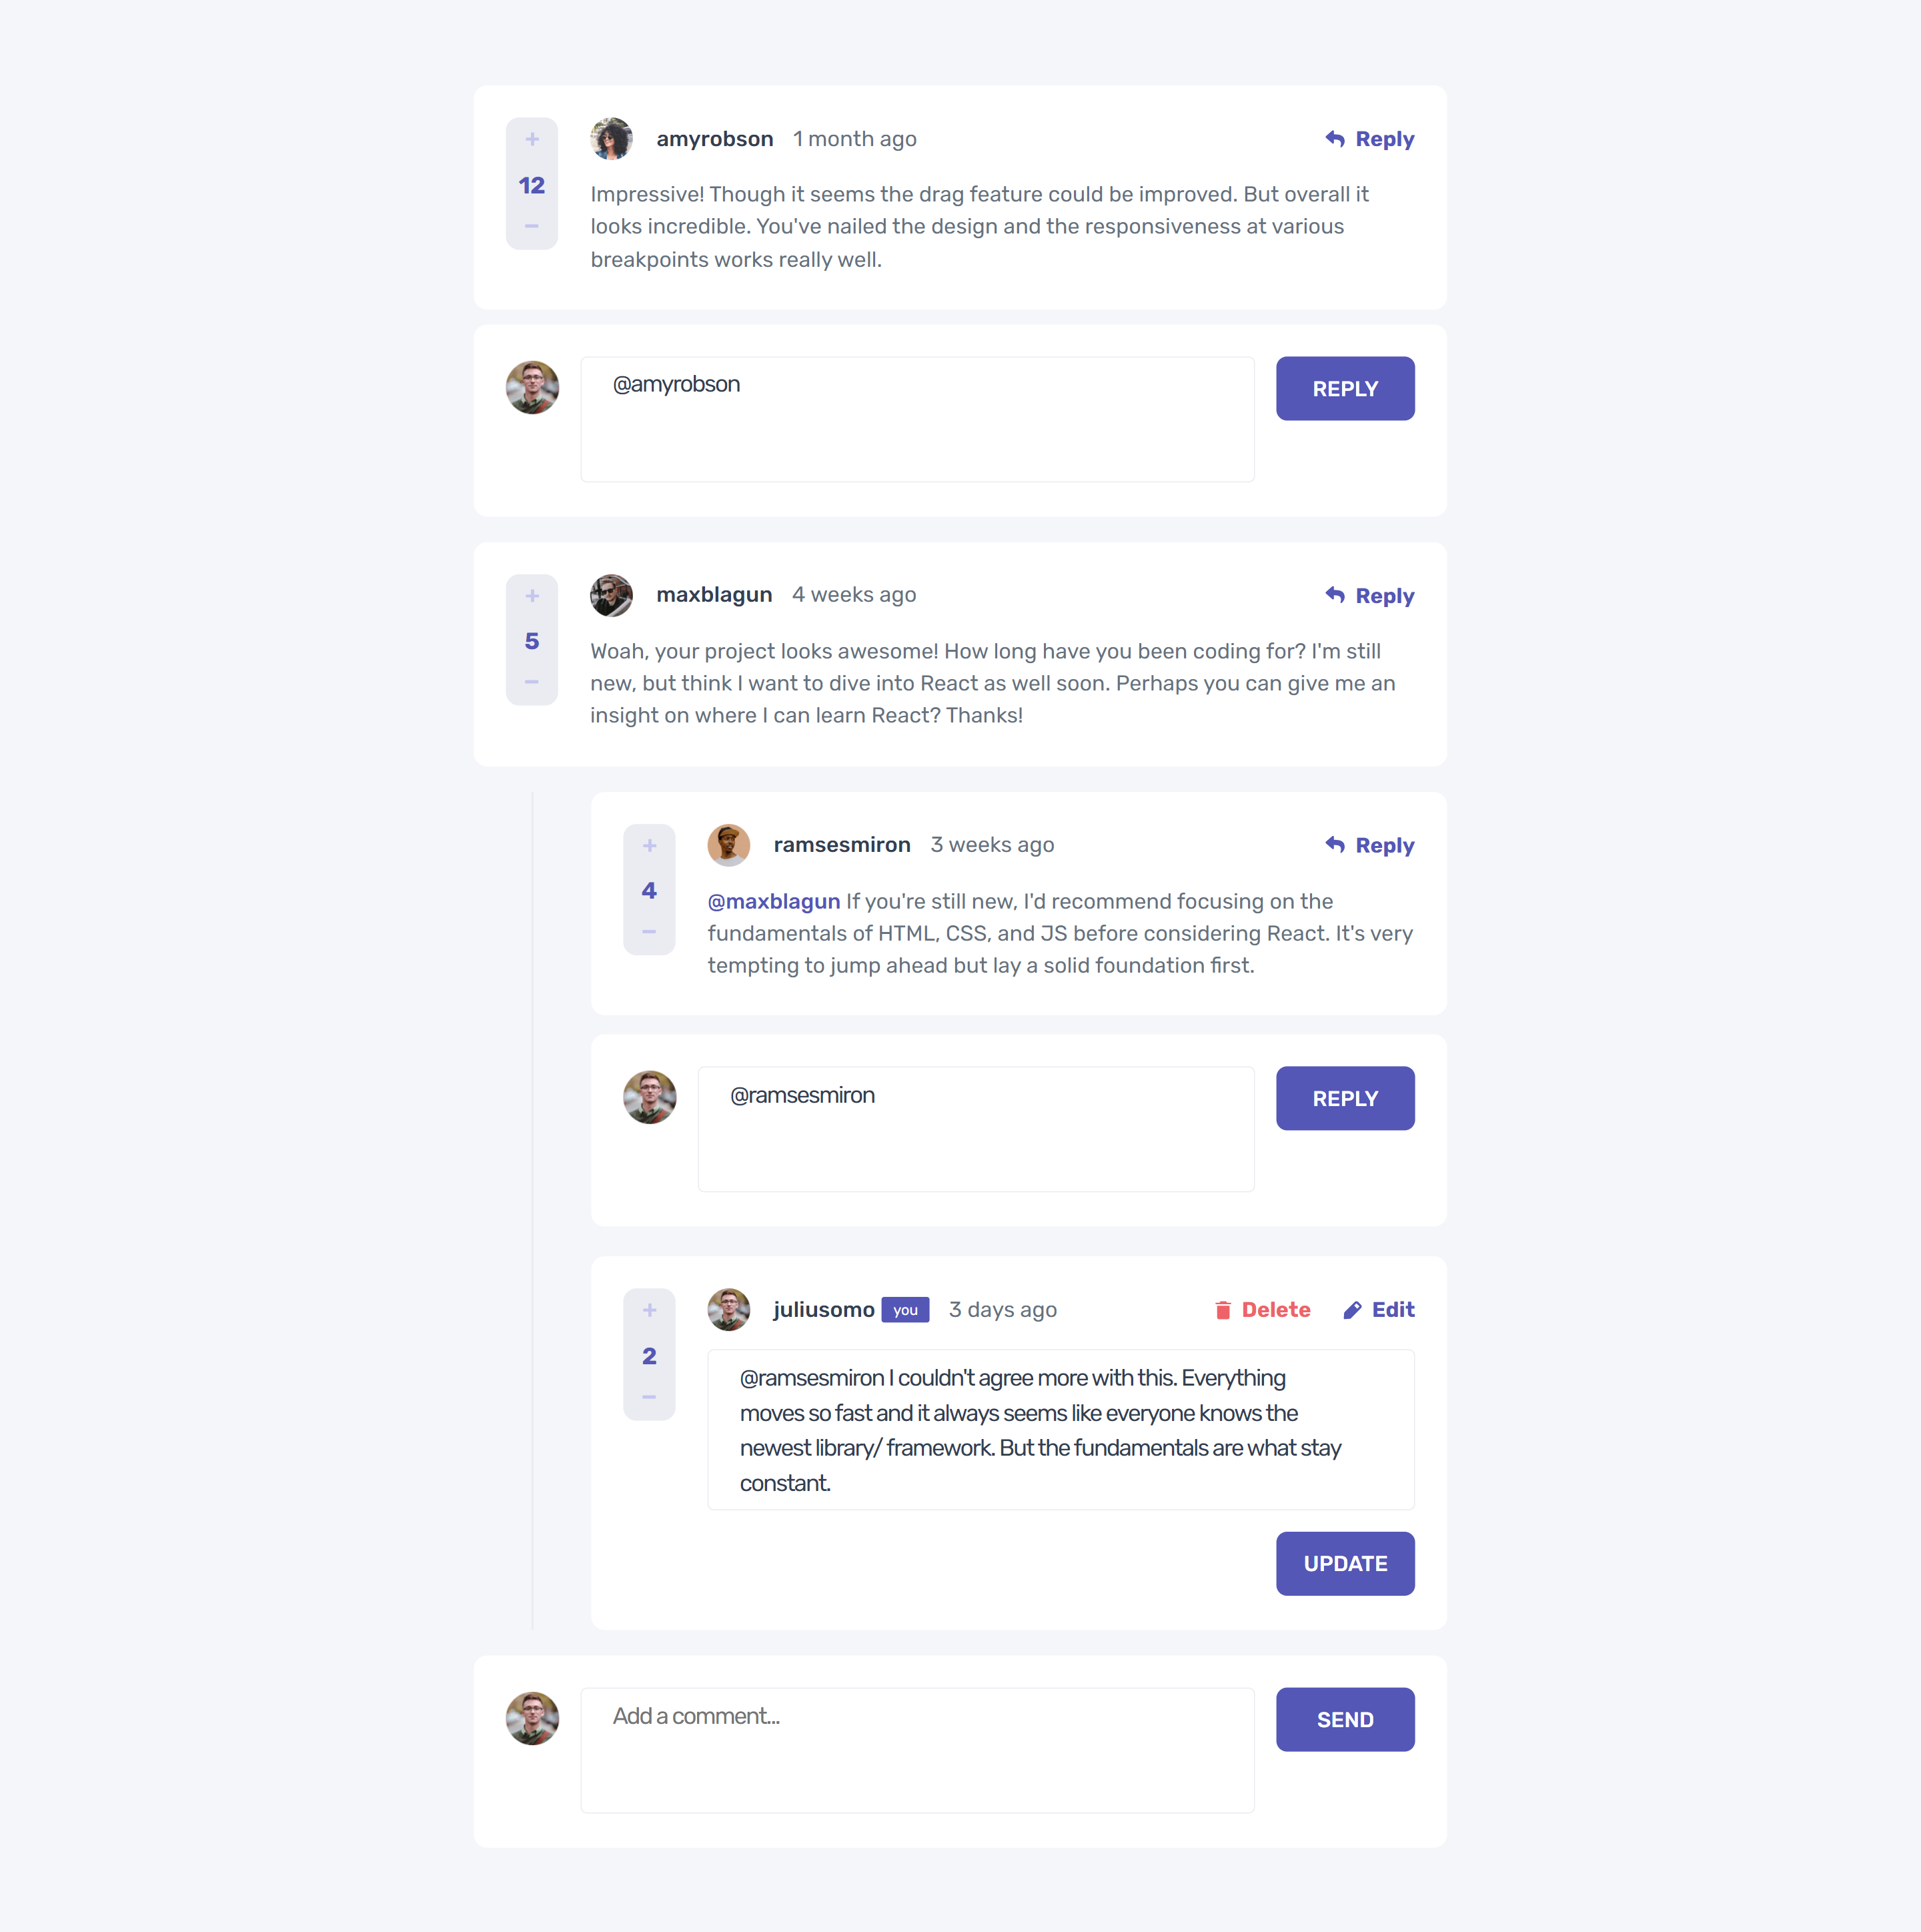 +
12
−
amyrobson 1 month ago
Reply
Impressive! Though it seems the drag feature could be improved. But overall it
looks incredible. You've nailed the design and the responsiveness at various
breakpoints works really well.
@amyrobson
REPLY
+
5
−
maxblagun 4 weeks ago
Reply
Woah, your project looks awesome! How long have you been coding for? I'm still
new, but think I want to dive into React as well soon. Perhaps you can give me an
insight on where I can learn React? Thanks!
+
4
−
ramsesmiron 3 weeks ago
Reply
@maxblagun If you're still new, I'd recommend focusing on the
fundamentals of HTML, CSS, and JS before considering React. It's very
tempting to jump ahead but lay a solid foundation first.
@ramsesmiron
REPLY
+
2
−
juliusomo you 3 days ago
Delete
Edit
@ramsesmiron I couldn't agree more with this. Everything
moves so fast and it always seems like everyone knows the
newest library/ framework. But the fundamentals are what stay
constant.
UPDATE
Add a comment...
SEND